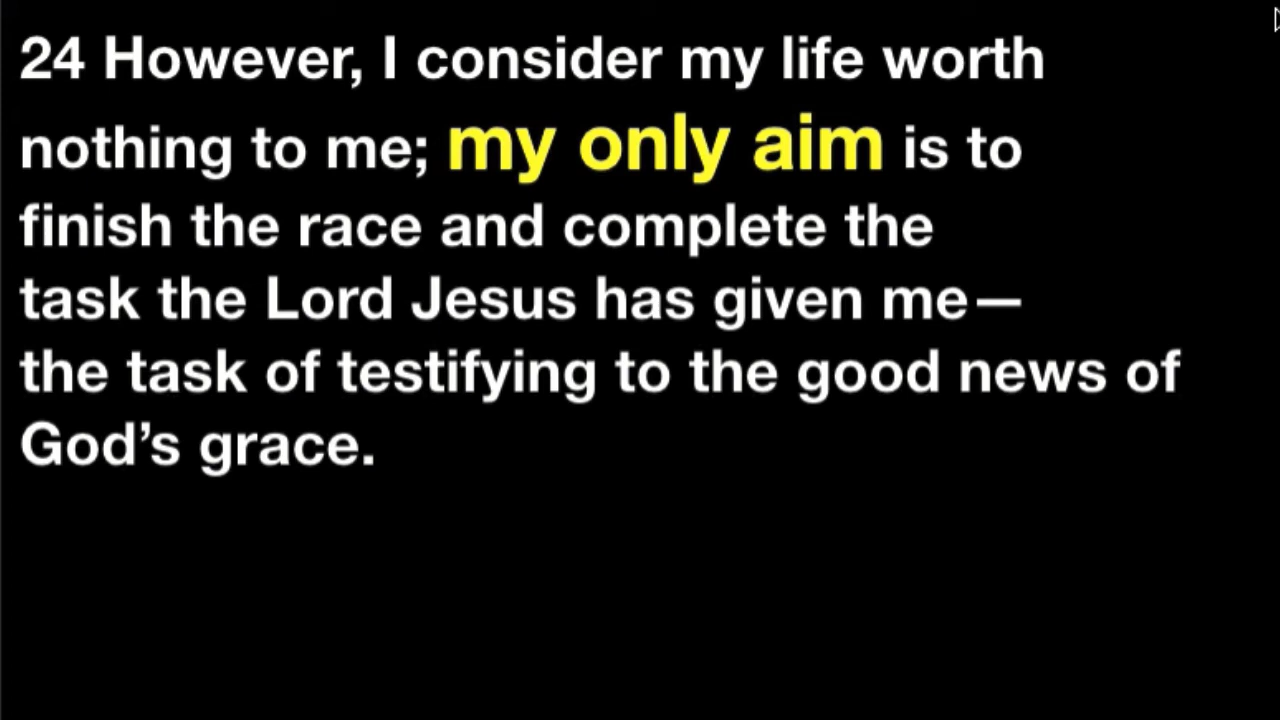 24 However, I consider my life worth
nothing to me; my only aim is to
finish the race and complete the
task the Lord Jesus has given me—
the task of testifying to the good news of
God’s grace.